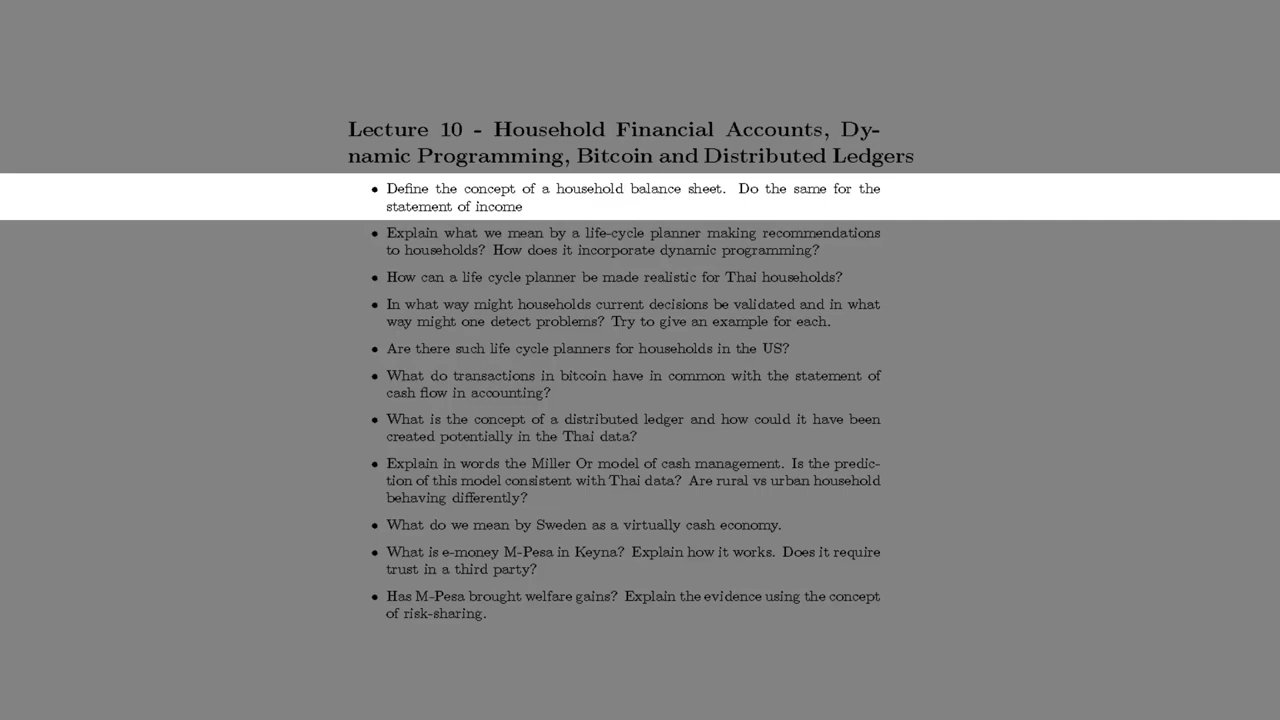 Lecture 10 - Household Financial Accounts, Dy-
namic Programming, Bitcoin and Distributed Ledgers
• Define the concept of a household balance sheet. Do the same for the
statement of income
• Explain what we mean by a life-cycle planner making recommendations
to households? How does it incorporate dynamic programming?
• How can a life cycle planner be made realistic for Thai households?
• In what way might households current decisions be validated and in what
way might one detect problems? Try to give an example for each.
• Are there such life cycle planners for households in the US?
• What do transactions in bitcoin have in common with the statement of
cash flow in accounting?
• What is the concept of a distributed ledger and how could it have been
created potentially in the Thai data?
• Explain in words the Miller Or model of cash management. Is the predic-
tion of this model consistent with Thai data? Are rural vs urban household
behaving differently?
• What do we mean by Sweden as a virtually cash economy.
• What is e-money M-Pesa in Keyna? Explain how it works. Does it require
trust in a third party?
• Has M-Pesa brought welfare gains? Explain the evidence using the concept
of risk-sharing.